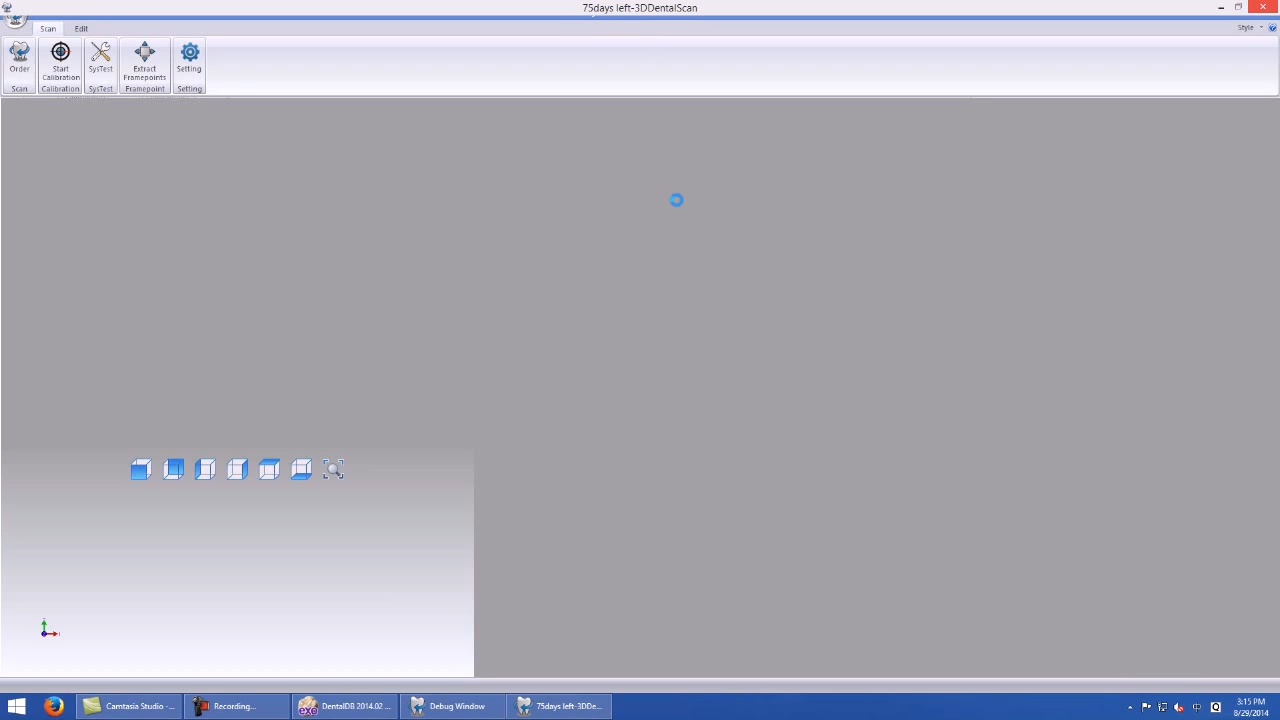 75days left-3DDentalScan
Scan Edit
Style
Order
Start Calibration
SysTest
Extract Framepoints
Setting
Scan Calibration SysTest Framepoint Setting
Camtasia Studio -... Recording... DentalDB 2014.02 ... Debug Window 75days left-3DDe...
中
3:15 PM
8/29/2014